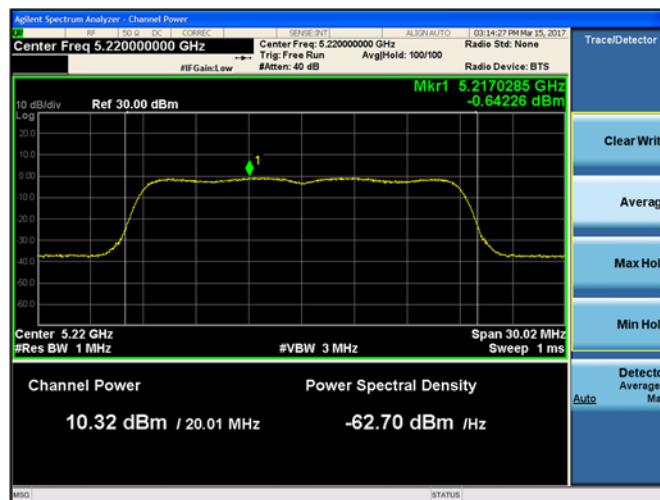 Agilent Spectrum Analyzer - Channel Power
RF 50 Ω DC CORREC SENSE:INT ALIGN AUTO 03:14:27 PM Mar 15, 2017
Center Freq 5.220000000 GHz
Center Freq: 5.220000000 GHz Radio Std: None
Trig: Free Run Avg|Hold: 100/100
#IFGain:Low #Atten: 40 dB Radio Device: BTS
Trace/Detector
Mkr1 5.2170285 GHz
10 dB/div Ref 30.00 dBm -0.64226 dBm
Log
20.0
10.0
0.00
-10.0
-20.0
-30.0
-40.0
-50.0
-60.0
1
Center 5.22 GHz Span 30.02 MHz
#Res BW 1 MHz #VBW 3 MHz Sweep 1 ms
Channel Power Power Spectral Density
10.32 dBm / 20.01 MHz -62.70 dBm /Hz
Clear Writ
Averag
Max Hol
Min Hol
Detecto
Average
Auto Ma
MSG STATUS